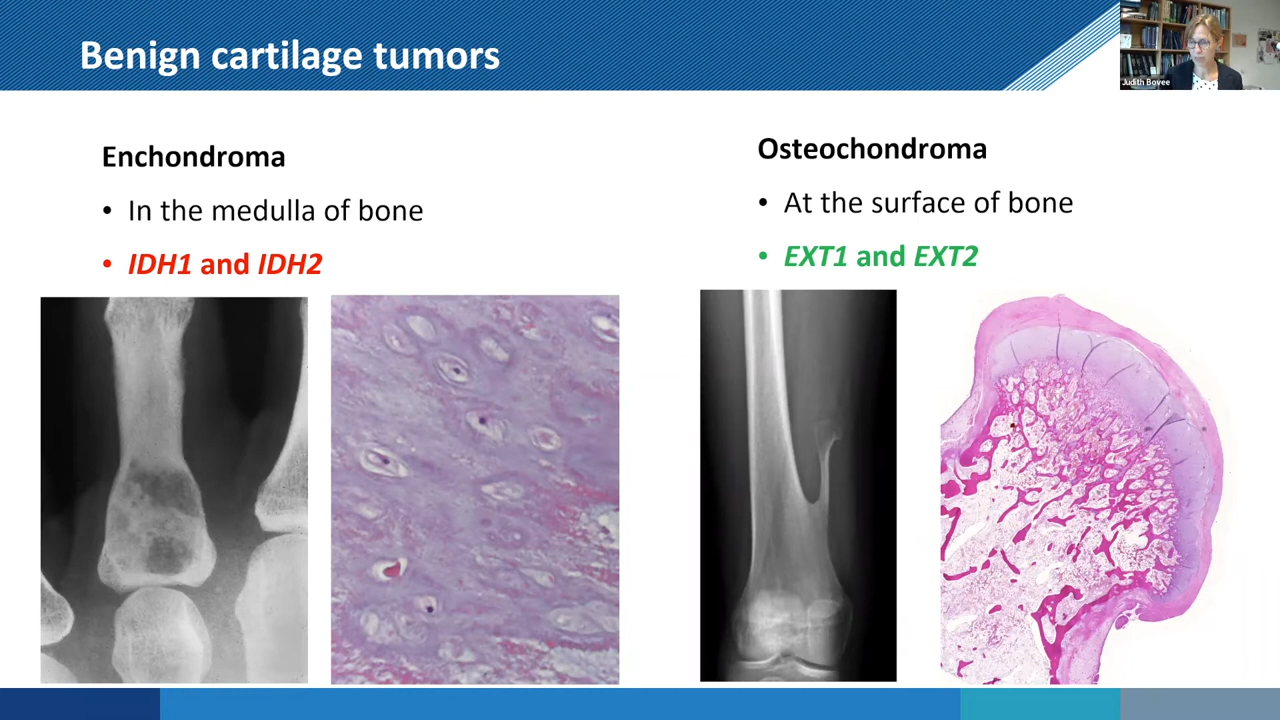 Benign cartilage tumors
Judith Bovee
Enchondroma
• In the medulla of bone
• IDH1 and IDH2
Osteochondroma
• At the surface of bone
• EXT1 and EXT2